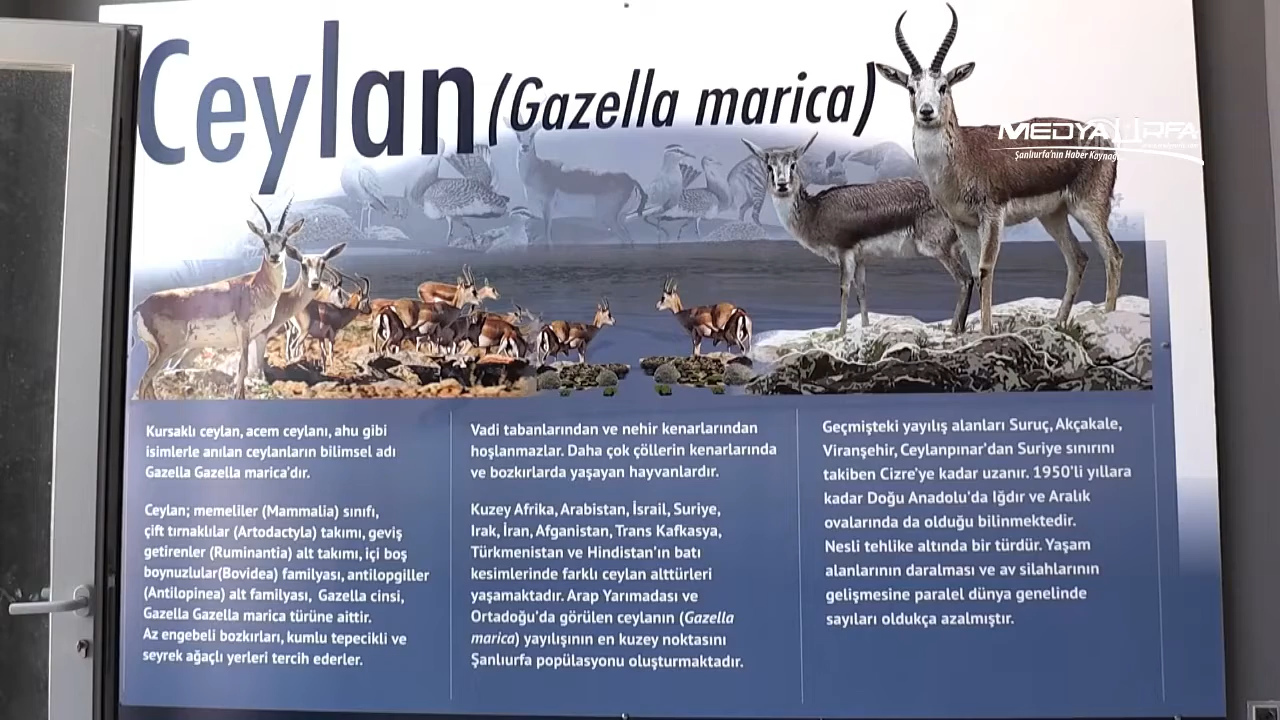 Ceylan (Gazella marica)
MEDYA URFA
Şanlıurfa'nın Haber Kaynağı
Kursaklı ceylan, acem ceylanı, ahu gibi
isimlerle anılan ceylanların bilimsel adı
Gazella Gazella marica'dır.
Ceylan; memeliler (Mammalia) sınıfı,
çift tırnaklılar (Artodactyla) takımı, geviş
getirenler (Ruminantia) alt takımı, içi boş
boynuzlular(Bovidea) familyası, antilopgiller
(Antilopinea) alt familyası, Gazella cinsi,
Gazella Gazella marica türüne aittir.
Az engebeli bozkırları, kumlu tepecikli ve
seyrek ağaçlı yerleri tercih ederler.
Vadi tabanlarından ve nehir kenarlarından
hoşlanmazlar. Daha çok çöllerin kenarlarında
ve bozkırlarda yaşayan hayvanlardır.
Kuzey Afrika, Arabistan, İsrail, Suriye,
Irak, İran, Afganistan, Trans Kafkasya,
Türkmenistan ve Hindistan'ın batı
kesimlerinde farklı ceylan alttürleri
yaşamaktadır. Arap Yarımadası ve
Ortadoğu'da görülen ceylanın (Gazella
marica) yayılışının en kuzey noktasını
Şanlıurfa popülasyonu oluşturmaktadır.
Geçmişteki yayılış alanları Suruç, Akçakale,
Viranşehir, Ceylanpınar'dan Suriye sınırını
takiben Cizre'ye kadar uzanır. 1950'li yıllara
kadar Doğu Anadolu'da Iğdır ve Aralık
ovalarında da olduğu bilinmektedir.
Nesli tehlike altında bir türdür. Yaşam
alanlarının daralması ve av silahlarının
gelişmesine paralel dünya genelinde
sayıları oldukça azalmıştır.